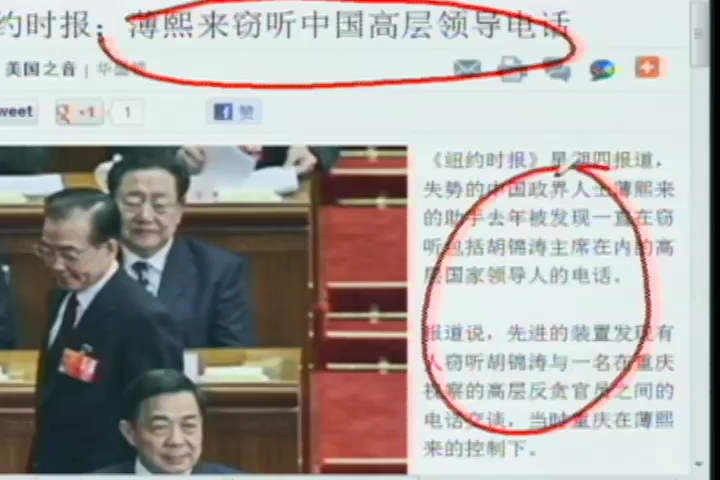 约时报：薄熙来窃听中国高层领导电话
美国之音 |
weet
+1
1
赞
《纽约时报》星期四报道，
失势的中国政界人士薄熙来
的助手去年被发现一直在窃
听包括胡锦涛主席在内的高
层国家领导人的电话。
报道说，先进的装置发现有
人窃听胡锦涛与一名在重庆
视察的高层反贪官员之间的
电话交谈，当时重庆在薄熙
来的控制下。